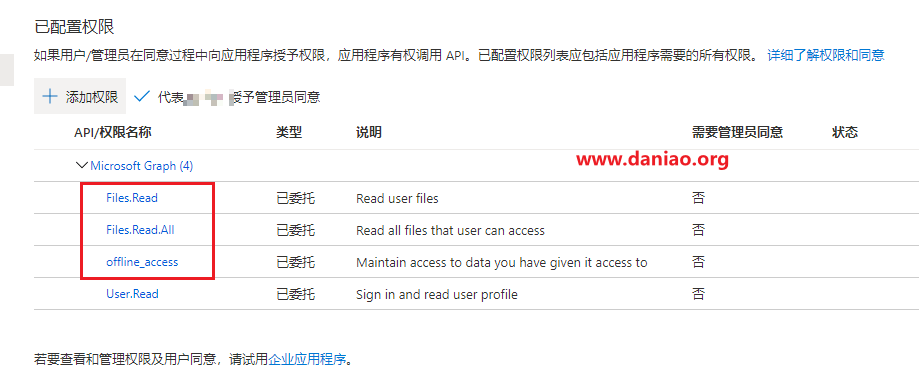 已配置权限
如果用户/管理员在同意过程中向应用程序授予权限，应用程序有权调用 API。已配置权限列表应包括应用程序需要的所有权限。 详细了解权限和同意
添加权限 代表 授予管理员同意
API/权限名称 类型 说明 需要管理员同意 状态
Microsoft Graph (4)
www.daniao.org
Files.Read 已委托 Read user files 否
Files.Read.All 已委托 Read all files that user can access 否
offline_access 已委托 Maintain access to data you have given it access to 否
User.Read 已委托 Sign in and read user profile 否
若要查看和管理权限及用户同意，请试用企业应用程序。